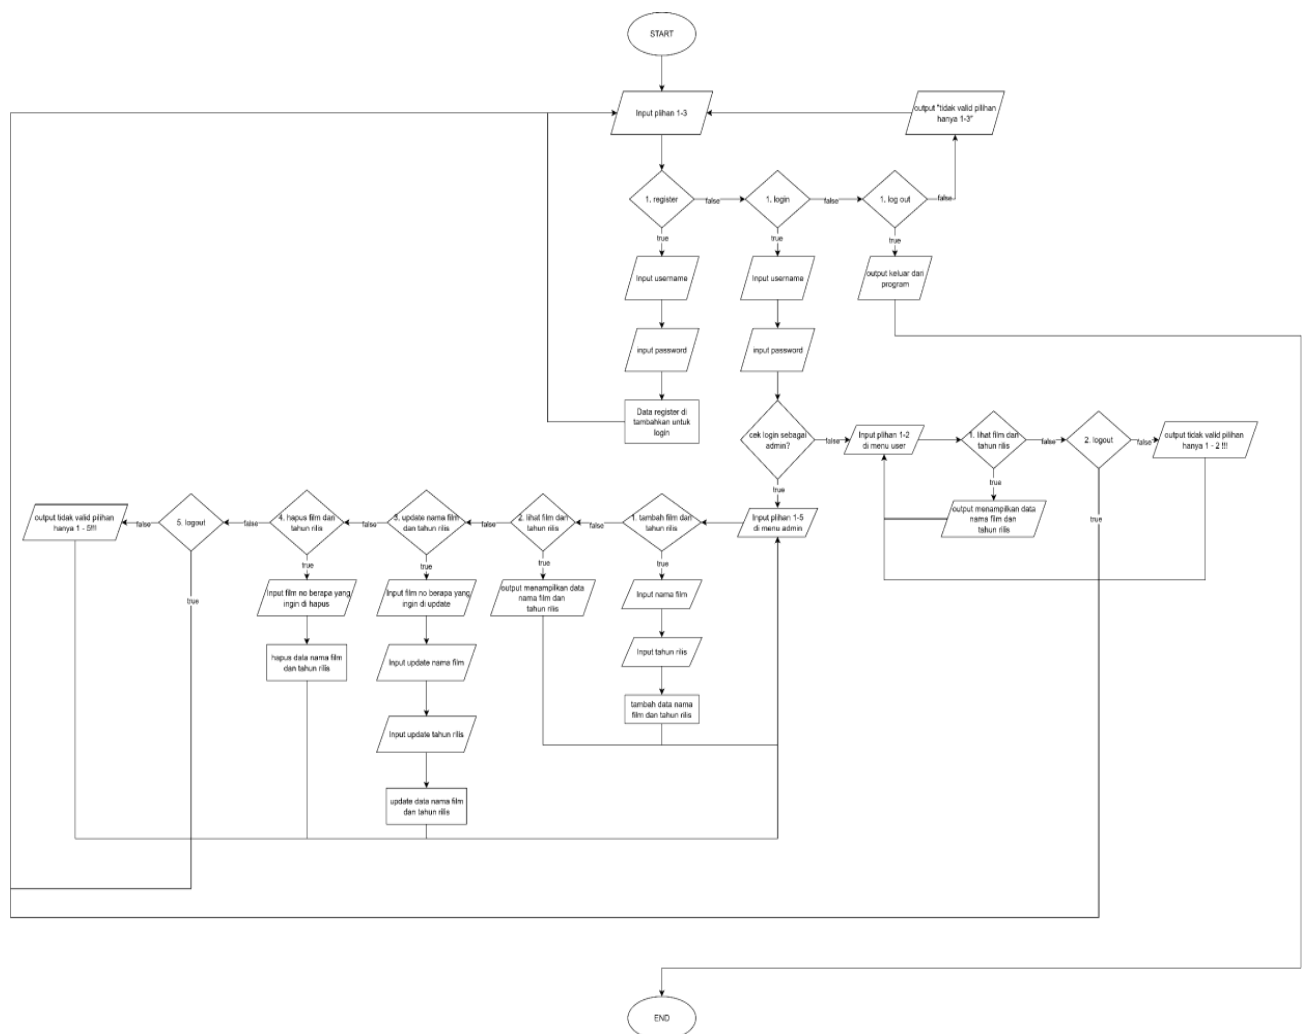 START
Input plihan 1-3
output "tidak valid pilihan
hanya 1-3"
1. register
false
1. login
false
1. log out
false
true
true
true
Input username
Input username
output keluar dari
program
input password
input password
Data register di
tambahkan untuk
login
cek login sebagai
admin?
false
Input plihan 1-2
di menu user
1. lihat film dan
tahun rilis
false
2. logout
false
output tidak valid pilihan
hanya 1 - 2 !!!
true
true
output menampilkan data
nama film dan
tahun rilis
true
output tidak valid pilihan
hanya 1 - 5!!!
false
5. logout
false
4. hapus film dan
tahun rilis
false
3. update nama film
dan tahun rilis
false
2. lihat film dan
tahun rilis
false
1. tambah film dan
tahun rilis
Input plihan 1-5
di menu admin
true
true
true
true
true
Input film no berapa yang
ingin di hapus
Input film no berapa yang
ingin di update
output menampilkan data
nama film dan
tahun rilis
Input nama film
hapus data nama film
dan tahun rilis
Input update nama film
Input tahun rilis
tambah data nama
film dan tahun rilis
Input update tahun rilis
update data nama film
dan tahun rilis
END